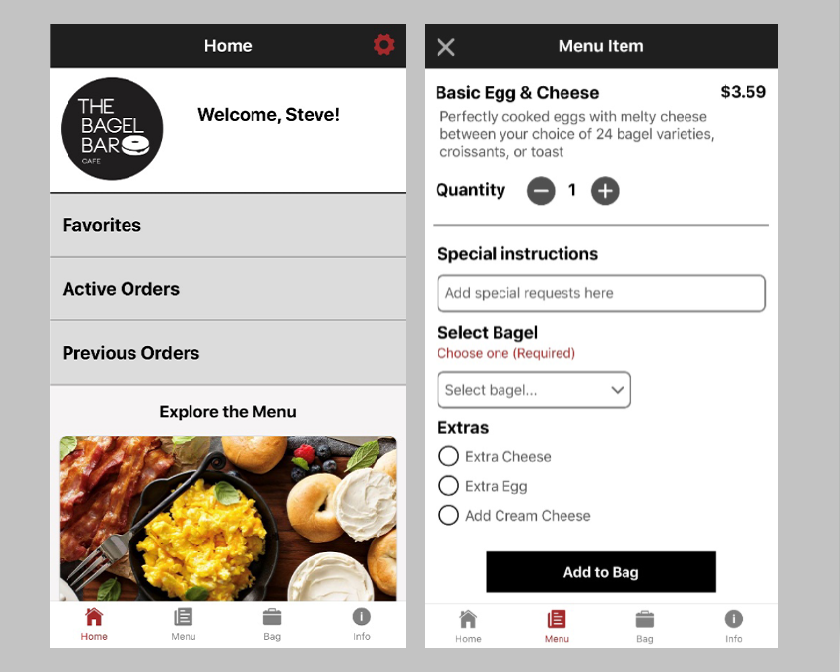 Home
THE
BAGEL
BAR
CAFE
Welcome, Steve!
Favorites
Active Orders
Previous Orders
Explore the Menu
Home
Menu
Bag
Info
Menu Item
Basic Egg & Cheese
$3.59
Perfectly cooked eggs with melty cheese
between your choice of 24 bagel varieties,
croissants, or toast
Quantity
1
Special instructions
Add special requests here
Select Bagel
Choose one (Required)
Select bagel...
Extras
Extra Cheese
Extra Egg
Add Cream Cheese
Add to Bag
Home
Menu
Bag
Info